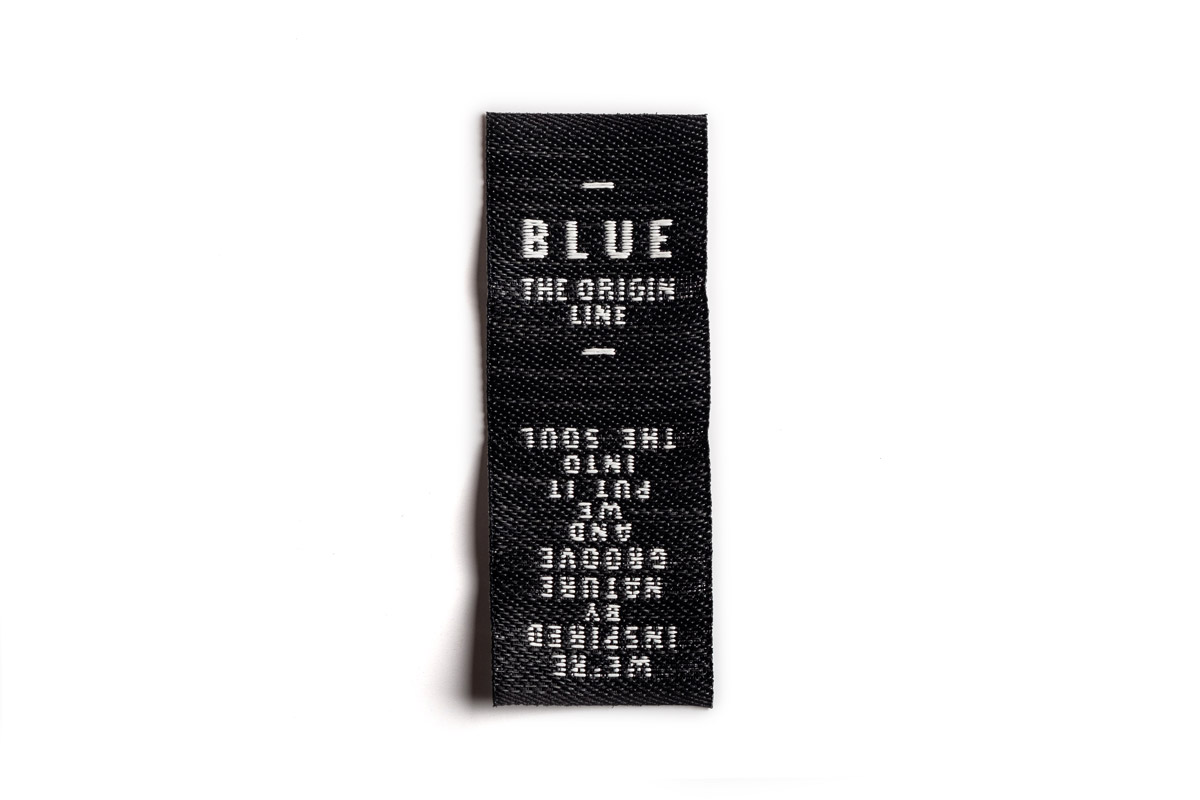 BLUE
THE ORIGIN
LINE
WE'RE
INSPIRED
BY
NATURE
GROOVE
AND
WE
PUT IT
INTO
THE SOUL